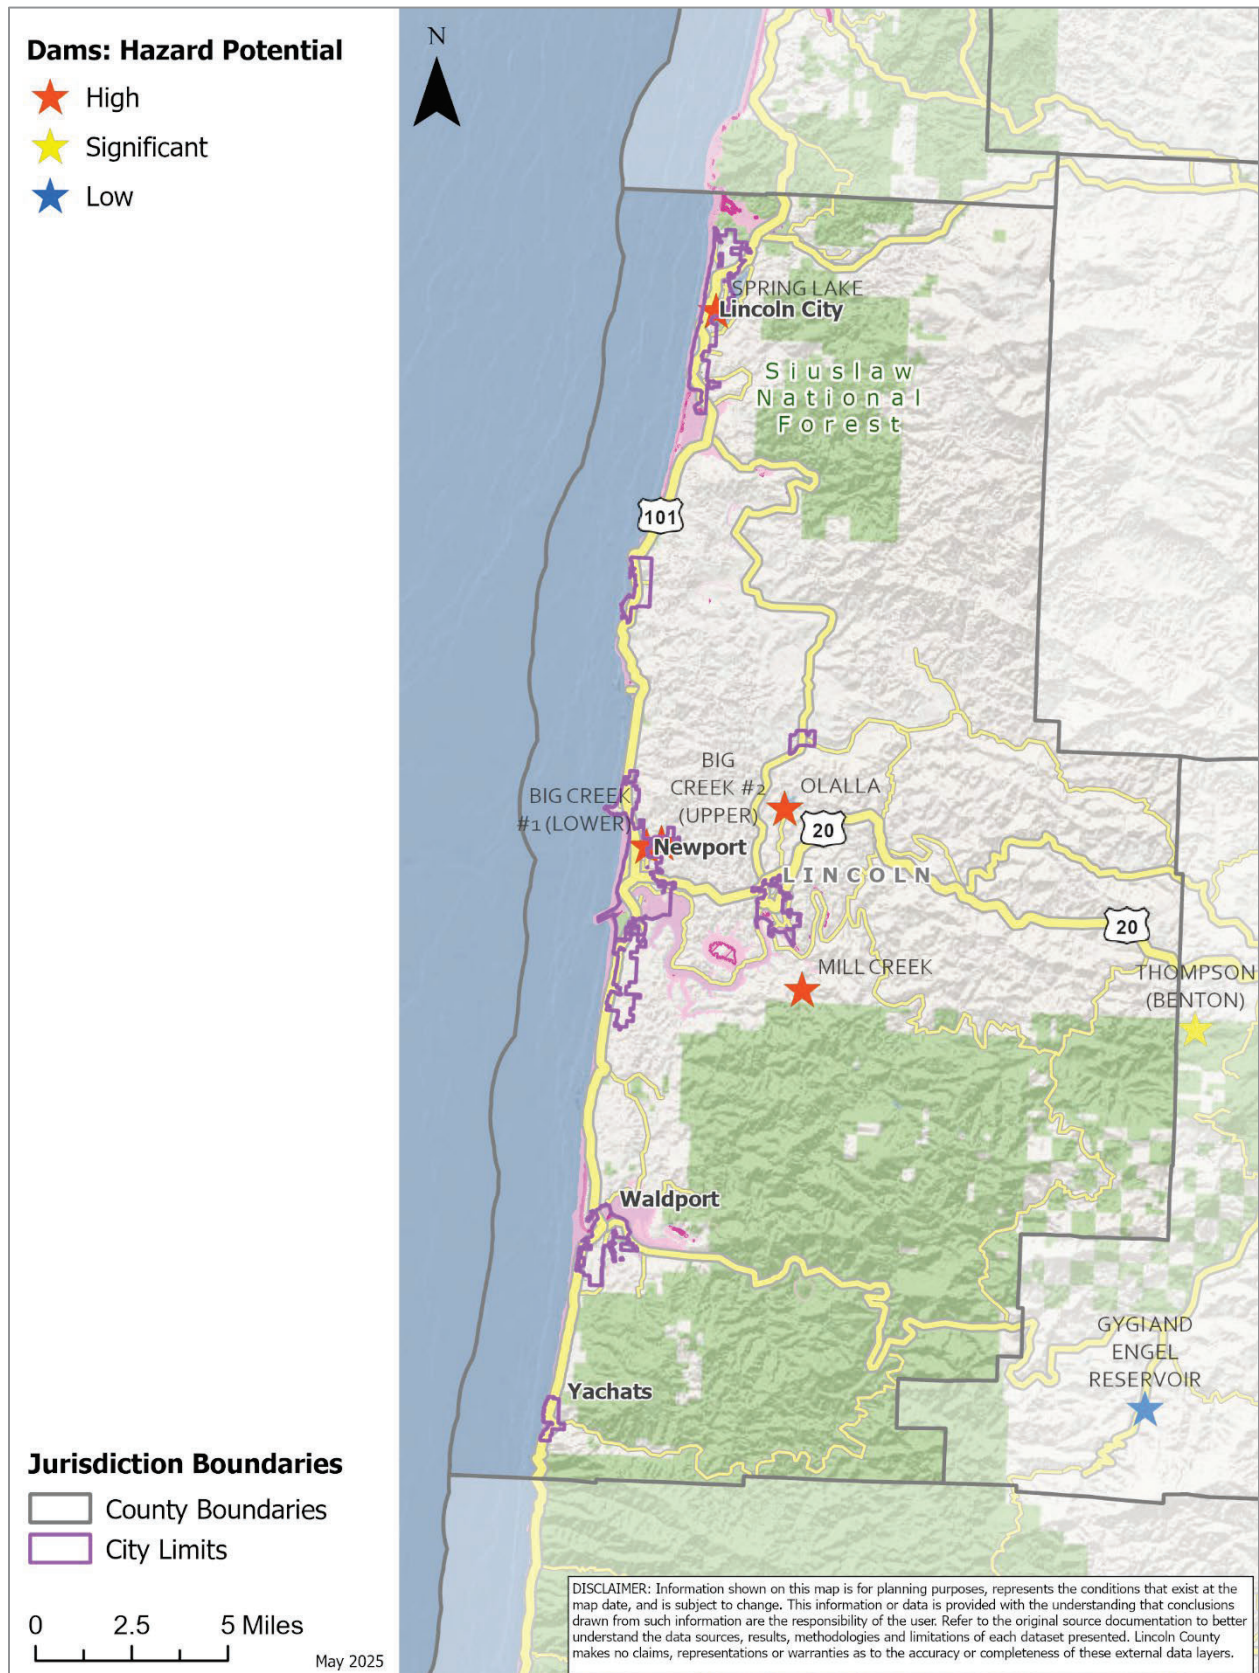 Dams: Hazard Potential
High
Significant
Low
N
SPRING LAKE
Lincoln City
Siuslaw
National
Forest
101
BIG
CREEK #2
(UPPER)
OLALLA
BIG CREEK
#1 (LOWER)
20
Newport
LINCOLN
20
MILL CREEK
THOMPSON
(BENTON)
Waldport
GYGI AND
ENGEL
RESERVOIR
Yachats
Jurisdiction Boundaries
County Boundaries
City Limits
0 2.5 5 Miles
May 2025
DISCLAIMER: Information shown on this map is for planning purposes, represents the conditions that exist at the
map date, and is subject to change. This information or data is provided with the understanding that conclusions
drawn from such information are the responsibility of the user. Refer to the original source documentation to better
understand the data sources, results, methodologies and limitations of each dataset presented. Lincoln County
makes no claims, representations or warranties as to the accuracy or completeness of these external data layers.